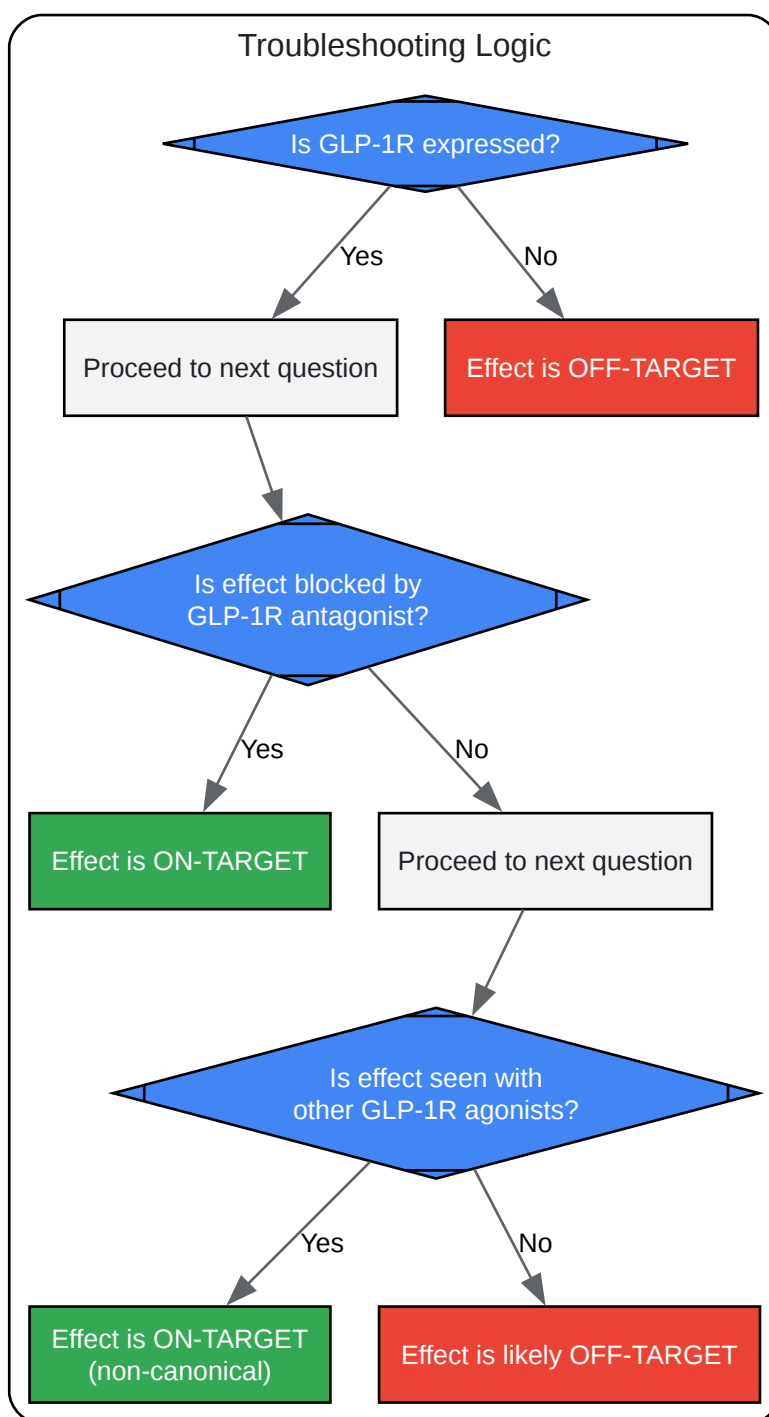 Troubleshooting Logic
Is GLP-1R expressed?
Yes
No
Proceed to next question
Effect is OFF-TARGET
Is effect blocked by
GLP-1R antagonist?
Yes
No
Effect is ON-TARGET
Proceed to next question
Is effect seen with
other GLP-1R agonists?
Yes
No
Effect is ON-TARGET
(non-canonical)
Effect is likely OFF-TARGET